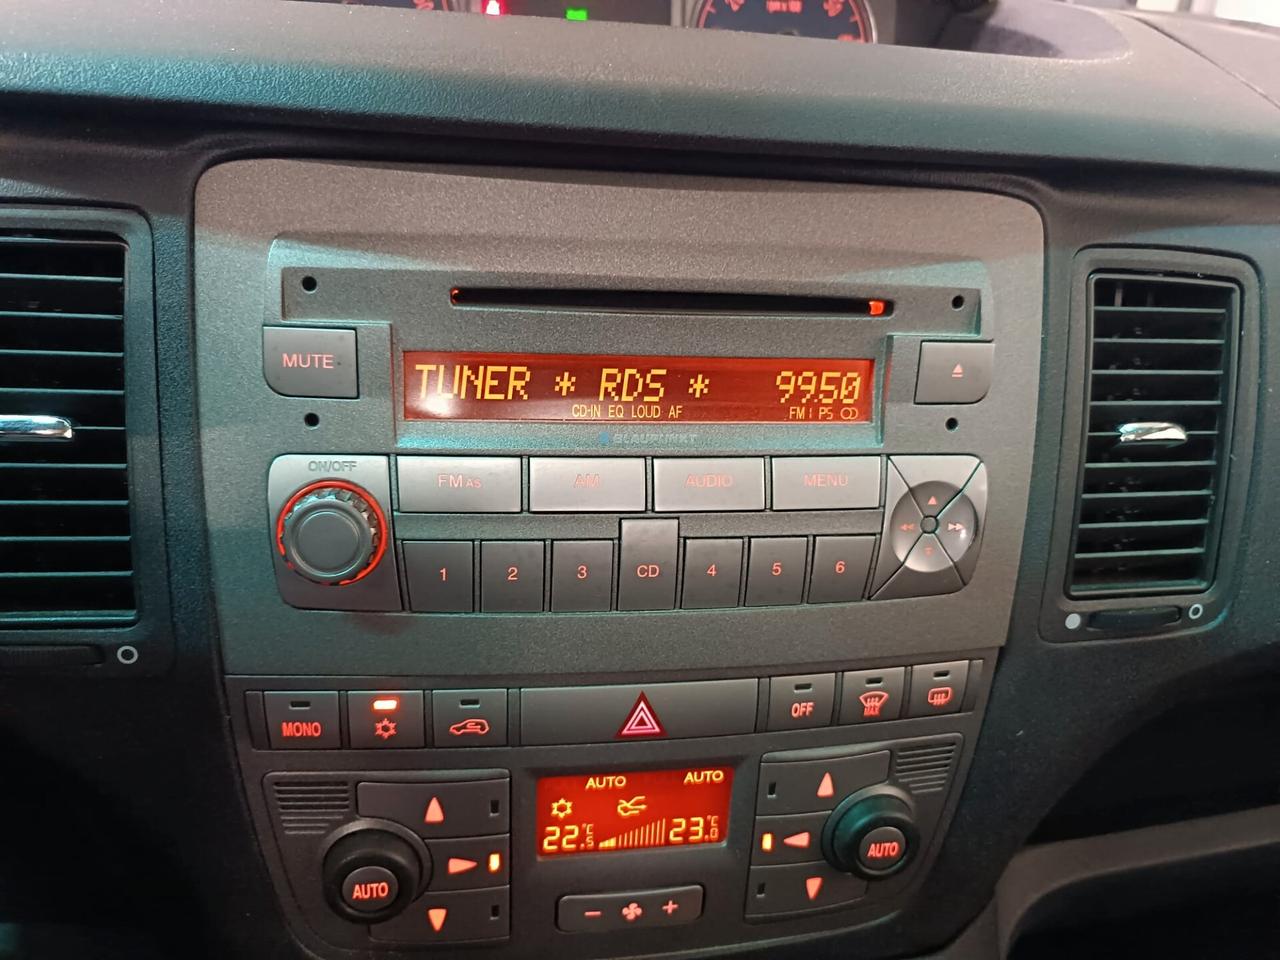 MUTE
TUNER * RDS * 99.50
CD-IN EQ LOUD AF FM1 PS
BLAUPUNKT
ON/OFF
FM AS AM AUDIO MENU
1 2 3 CD 4 5 6
MONO OFF MAX
AUTO AUTO
22.5 °C 23.0 °C
AUTO AUTO
− +